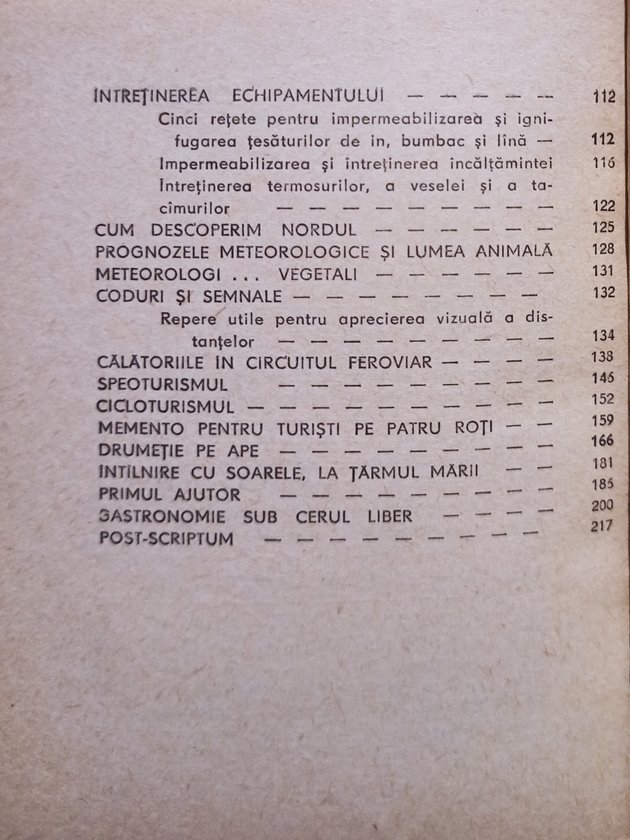 ÎNTREȚINEREA ECHIPAMENTULUI — — — — — 112
Cinci rețete pentru impermeabilizarea și igni-
fugarea țesăturilor de in, bumbac și lînă — 112
Impermeabilizarea și întreținerea încălțămintei 116
Întreținerea termosurilor, a veselei și a ta-
cîmurilor — — — — — — — — 122
CUM DESCOPERIM NORDUL — — — — — 125
PROGNOZELE METEOROLOGICE ȘI LUMEA ANIMALĂ 128
METEOROLOGI ... VEGETALI — — — — — 131
CODURI ȘI SEMNALE — — — — — — — 132
Repere utile pentru aprecierea vizuală a dis-
tanțelor — — — — — — — — 134
CĂLĂTORIILE ÎN CIRCUITUL FEROVIAR — — — 138
SPEOTURISMUL — — — — — — — — 146
CICLOTURISMUL — — — — — — — — 152
MEMENTO PENTRU TURIȘTI PE PATRU ROȚI — — 159
DRUMEȚIE PE APE — — — — — — — — 166
ÎNTÎLNIRE CU SOARELE, LA ȚĂRMUL MĂRII — — 181
PRIMUL AJUTOR — — — — — — — — 185
GASTRONOMIE SUB CERUL LIBER — — — — 200
POST-SCRIPTUM — — — — — — — — 217